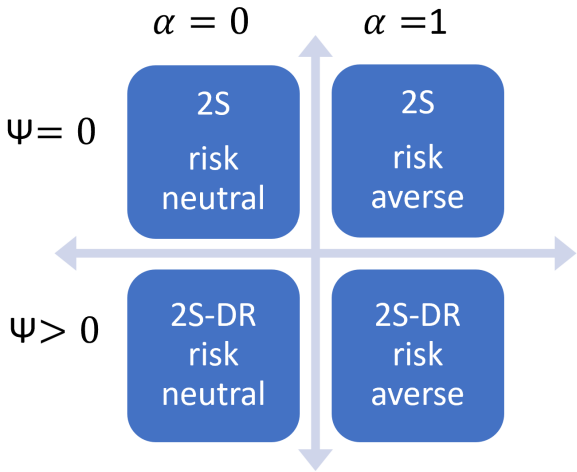 α = 0
α =1
Ψ= 0
2S
risk
neutral
2S
risk
averse
Ψ> 0
2S-DR
risk
neutral
2S-DR
risk
averse